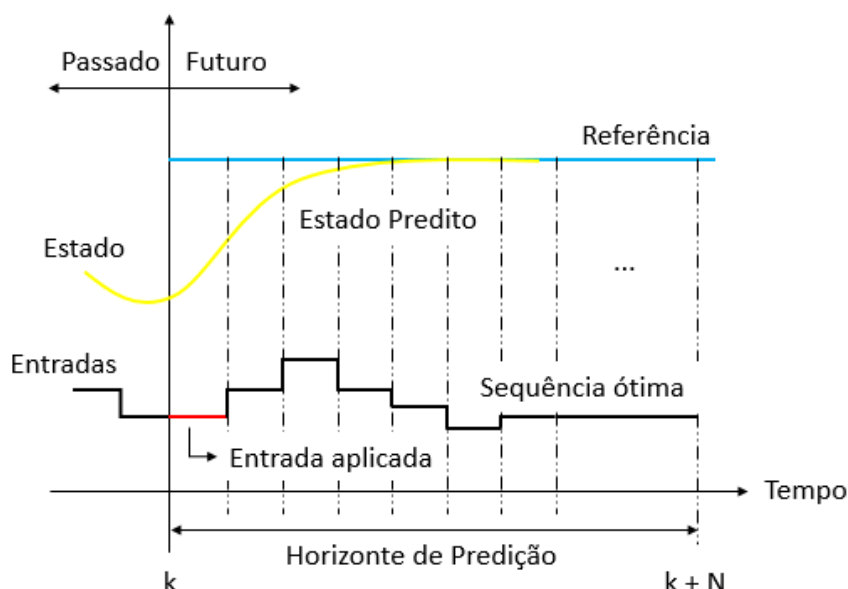 Passado
Futuro
Referência
Estado Predito
Estado
...
Entradas
Sequência ótima
Entrada aplicada
Tempo
Horizonte de Predição
k
k + N